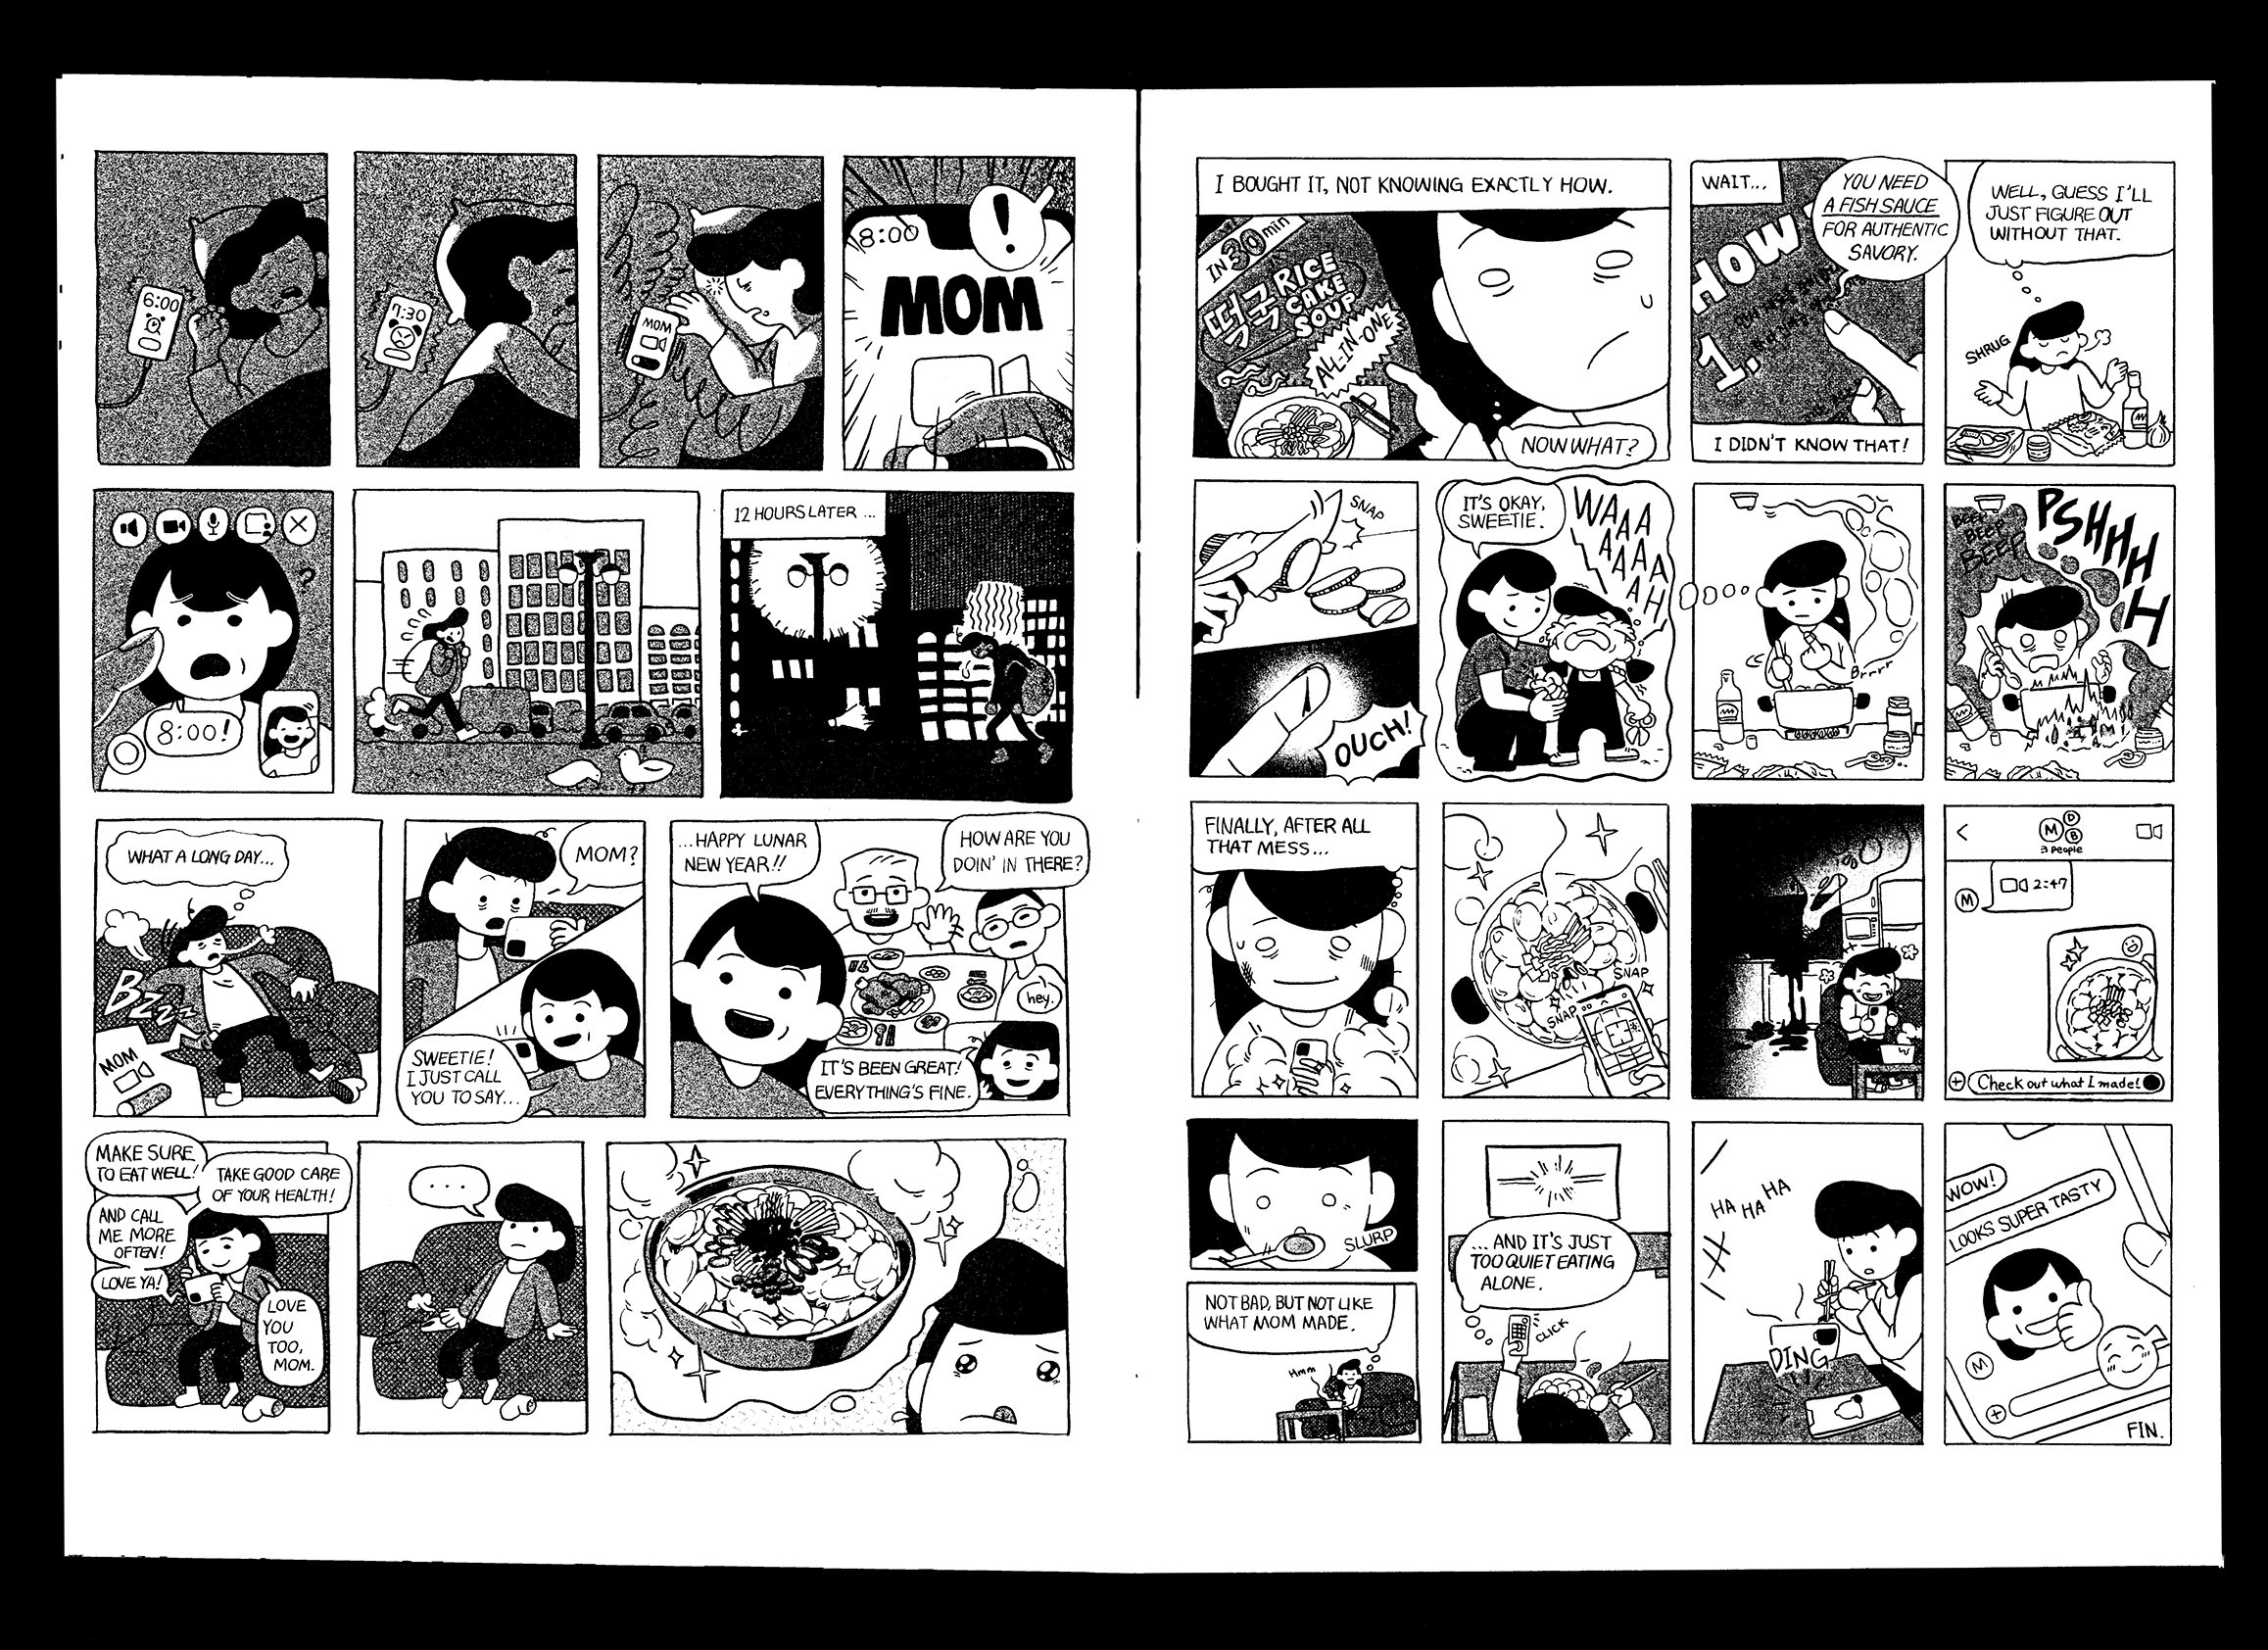 6:00
7:30
MOM
8:00
!
MOM
?
8:00!
12 HOURS LATER ...
WHAT A LONG DAY...
BZZZZ
MOM
MOM?
SWEETIE!
I JUST CALL
YOU TO SAY...
...HAPPY LUNAR
NEW YEAR!!
HOW ARE YOU
DOIN' IN THERE?
hey.
IT'S BEEN GREAT!
EVERYTHING'S FINE.
MAKE SURE
TO EAT WELL!
TAKE GOOD CARE
OF YOUR HEALTH!
AND CALL
ME MORE
OFTEN!
LOVE YA!
LOVE
YOU
TOO,
MOM.
...
I BOUGHT IT, NOT KNOWING EXACTLY HOW.
IN 30 min
떡국
RICE
CAKE
SOUP
ALL-IN-ONE
NOW WHAT?
WAIT...
HOW
1.
YOU NEED
A FISH SAUCE
FOR AUTHENTIC
SAVORY.
I DIDN'T KNOW THAT!
WELL, GUESS I'LL
JUST FIGURE OUT
WITHOUT THAT.
SHRUG
SNAP
OUCH!
IT'S OKAY,
SWEETIE.
WAAA
AAAA
AH
Brrrr
BEEP
BEEP
BEEP
PSHHH
H
FINALLY, AFTER ALL
THAT MESS...
SNAP
SNAP
M
D
B
3 people
2:47
M
Check out what I made!
SLURP
NOT BAD, BUT NOT LIKE
WHAT MOM MADE.
Hmm
... AND IT'S JUST
TOO QUIET EATING
ALONE.
CLICK
HA HA HA HA
DING
WOW!
LOOKS SUPER TASTY
M
FIN.